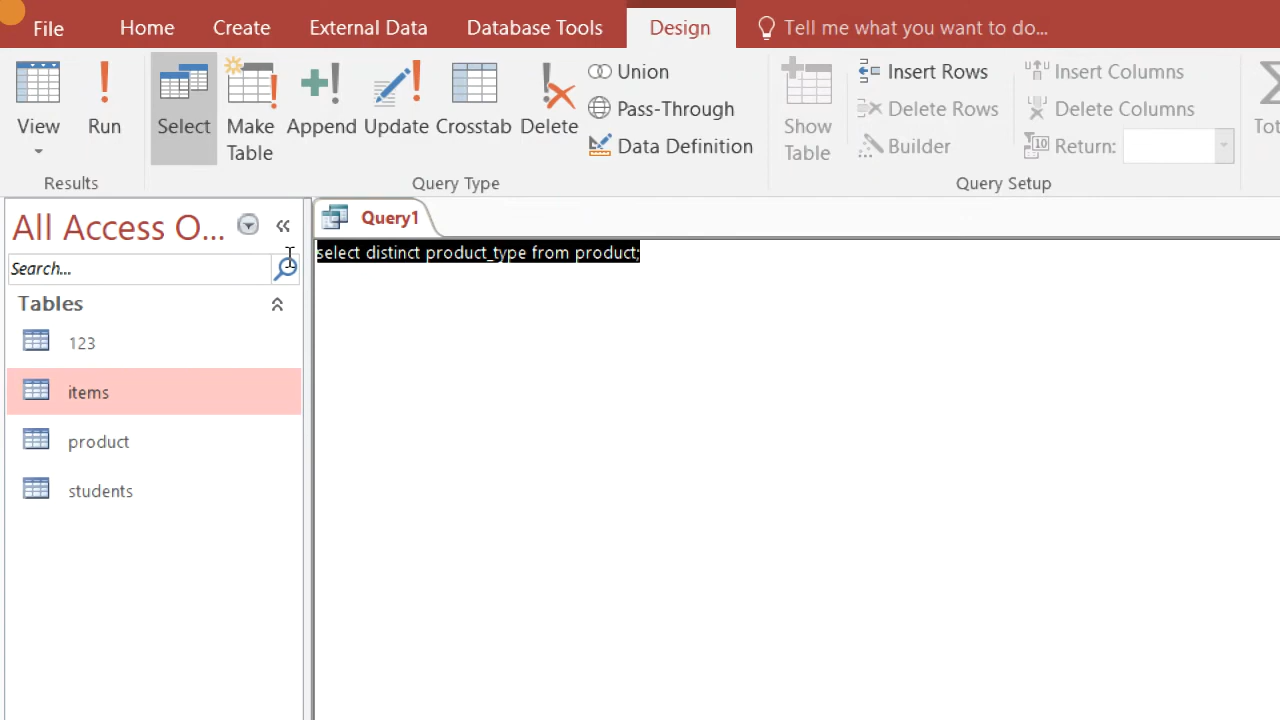 File Home Create External Data Database Tools Design Tell me what you want to do...
View Run Select Make Table Append Update Crosstab Delete
Union
Pass-Through
Data Definition
Show Table
Insert Rows
Delete Rows
Builder
Insert Columns
Delete Columns
Return:
Results Query Type Query Setup
All Access O... «
Query1
Search...
select distinct product_type from product;
Tables
123
items
product
students